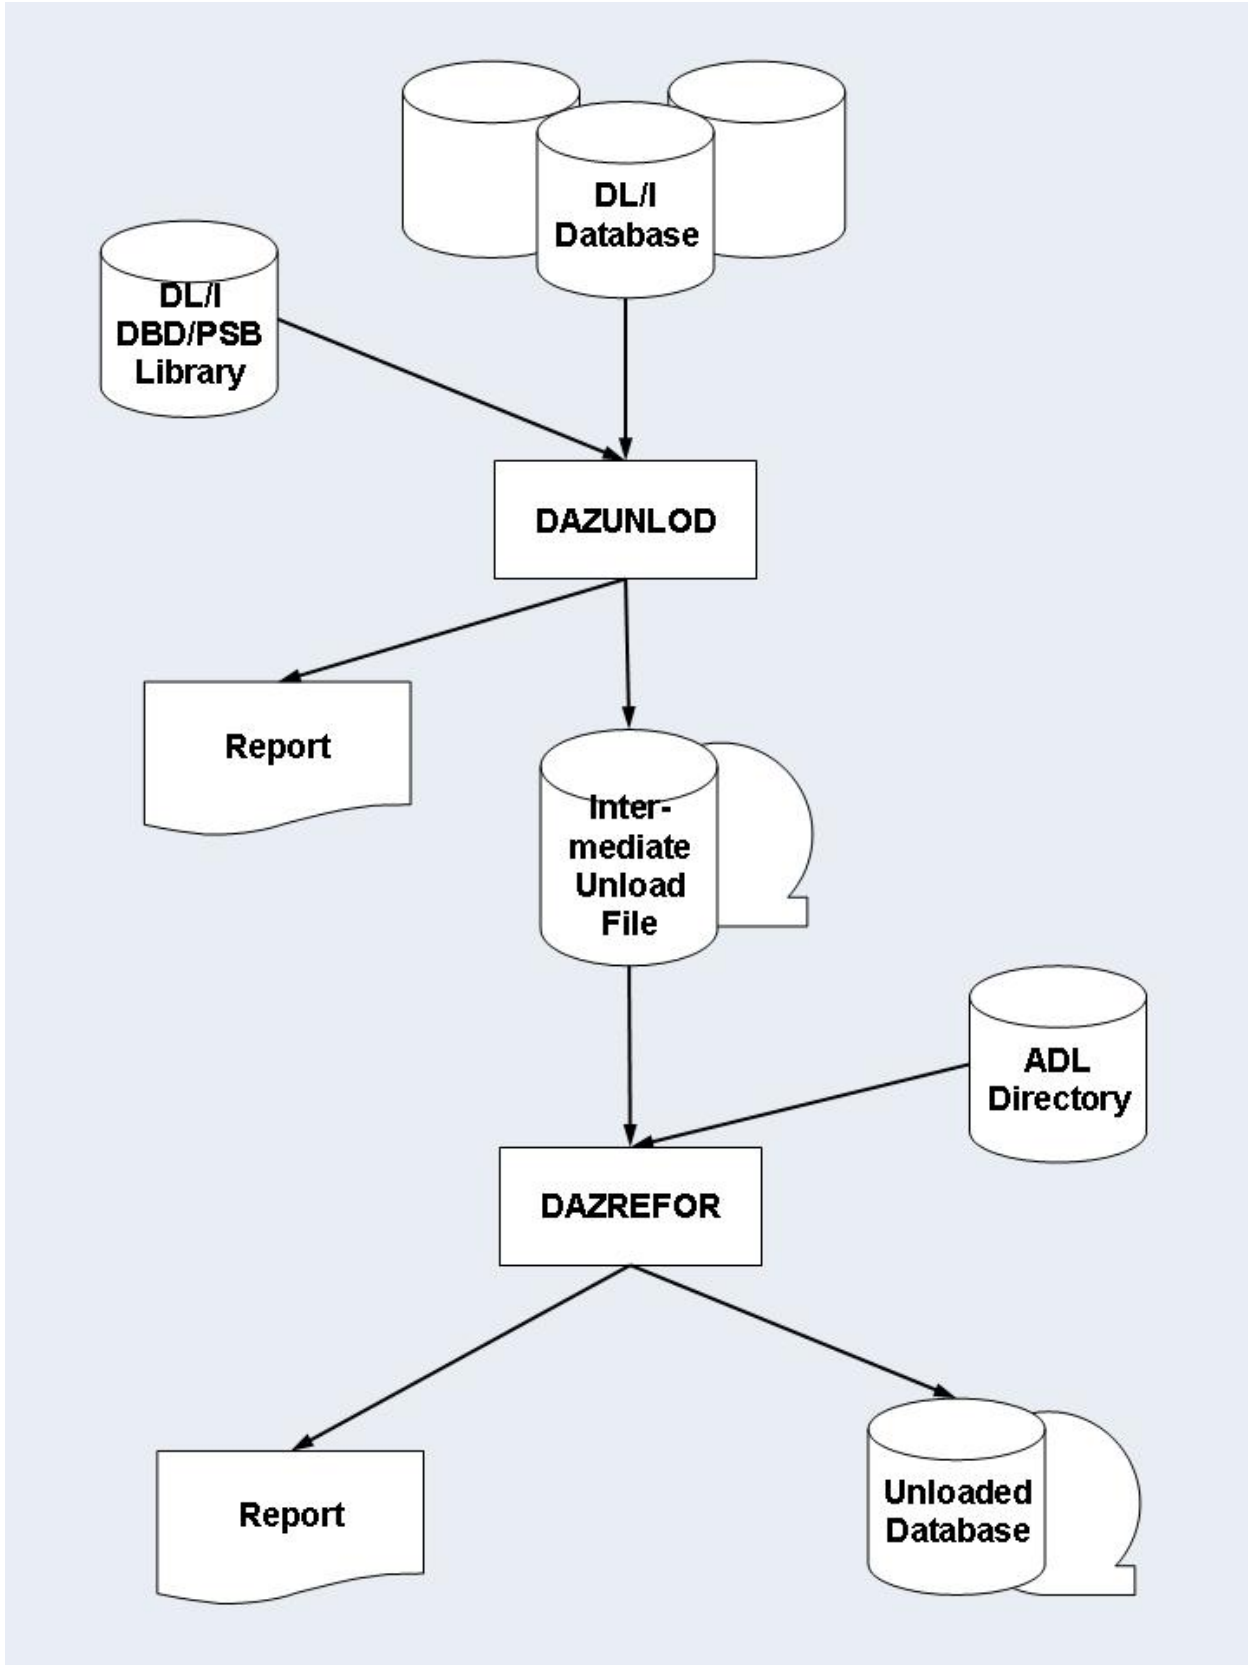 DL/I
Database
DL/I
DBD/PSB
Library
DAZUNLOD
Report
Inter-
mediate
Unload
File
ADL
Directory
DAZREFOR
Unloaded
Database
Report